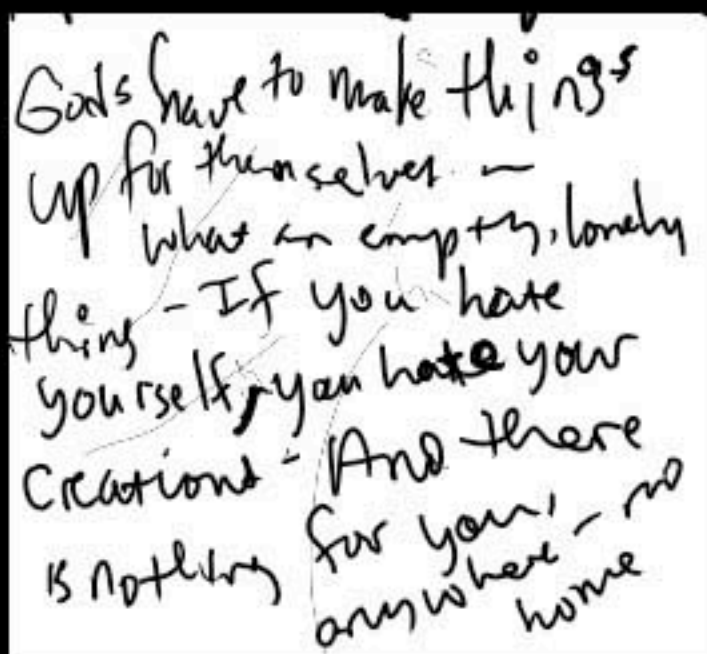 Gods have to make things
up for themselves –
what an empty, lonely
thing - If you hate
yourself, you hate your
creations - And there
is nothing for you,
anywhere – no
home